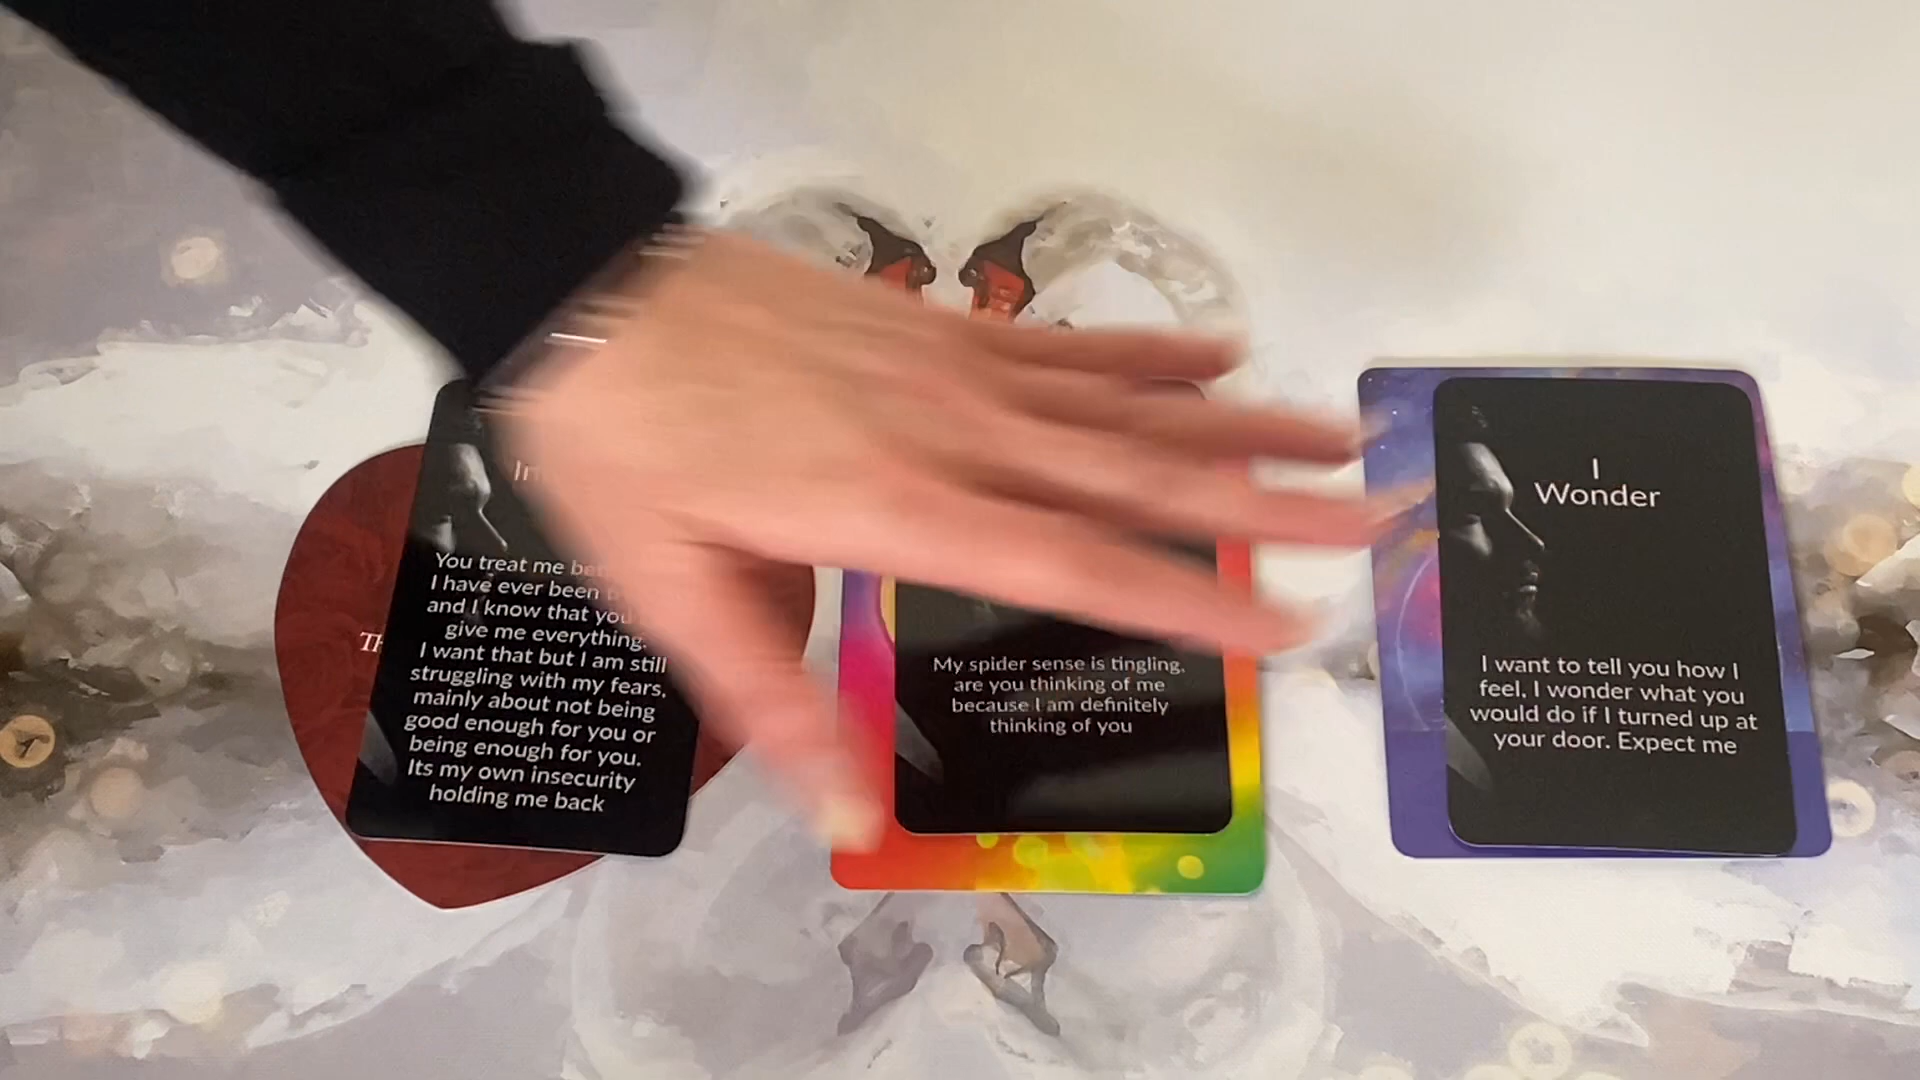 You treat me
I have ever been
and I know that you
give me everything.
I want that but I am still
struggling with my fears,
mainly about not being
good enough for you or
being enough for you.
Its my own insecurity
holding me back
My spider sense is tingling,
are you thinking of me
because I am definitely
thinking of you
I
Wonder
I want to tell you how I
feel. I wonder what you
would do if I turned up at
your door. Expect me